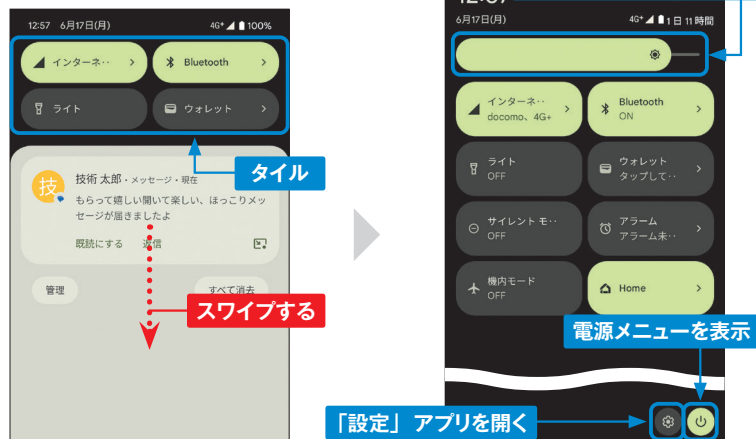 12:57 6月17日(月) 4G+ 100%
インターネ‥
Bluetooth
ライト
ウォレット
タイル
技
技術 太郎・メッセージ・現在
もらって嬉しい開いて楽しい、ほっこりメッ
セージが届きましたよ
既読にする 返信
管理
すべて消去
スワイプする
12:57
6月17日(月) 4G+ 1日 11時間
インターネ‥
docomo、4G+
Bluetooth
ON
ライト
OFF
ウォレット
タップして‥
サイレント モ‥
OFF
アラーム
アラーム未‥
機内モード
OFF
Home
電源メニューを表示
「設定」アプリを開く